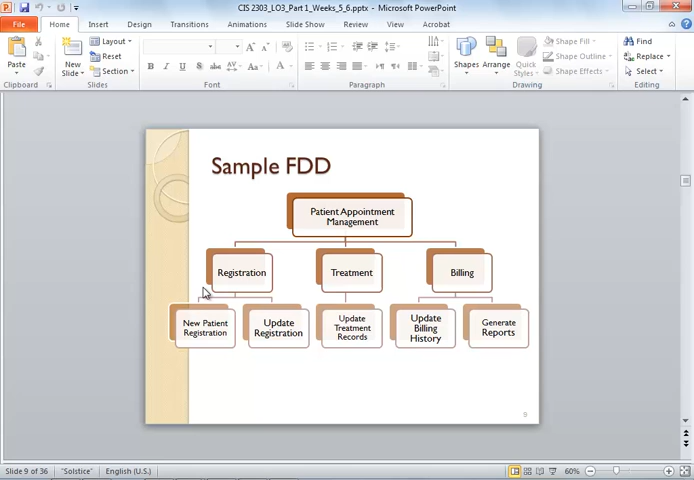 CIS 2303_LO3_Part 1_Weeks_5_6.pptx - Microsoft PowerPoint
File Home Insert Design Transitions Animations Slide Show Review View Acrobat
Paste
Clipboard
New
Slide
Layout
Reset
Section
Slides
B I U S abc AV Aa A
Font
Paragraph
Shapes Arrange Quick
Styles
Shape Fill
Shape Outline
Shape Effects
Drawing
Find
Replace
Select
Editing
Sample FDD
Patient Appointment
Management
Registration
Treatment
Billing
New Patient
Registration
Update
Registration
Update
Treatment
Records
Update
Billing
History
Generate
Reports
9
Slide 9 of 36 "Solstice" English (U.S.) 60%